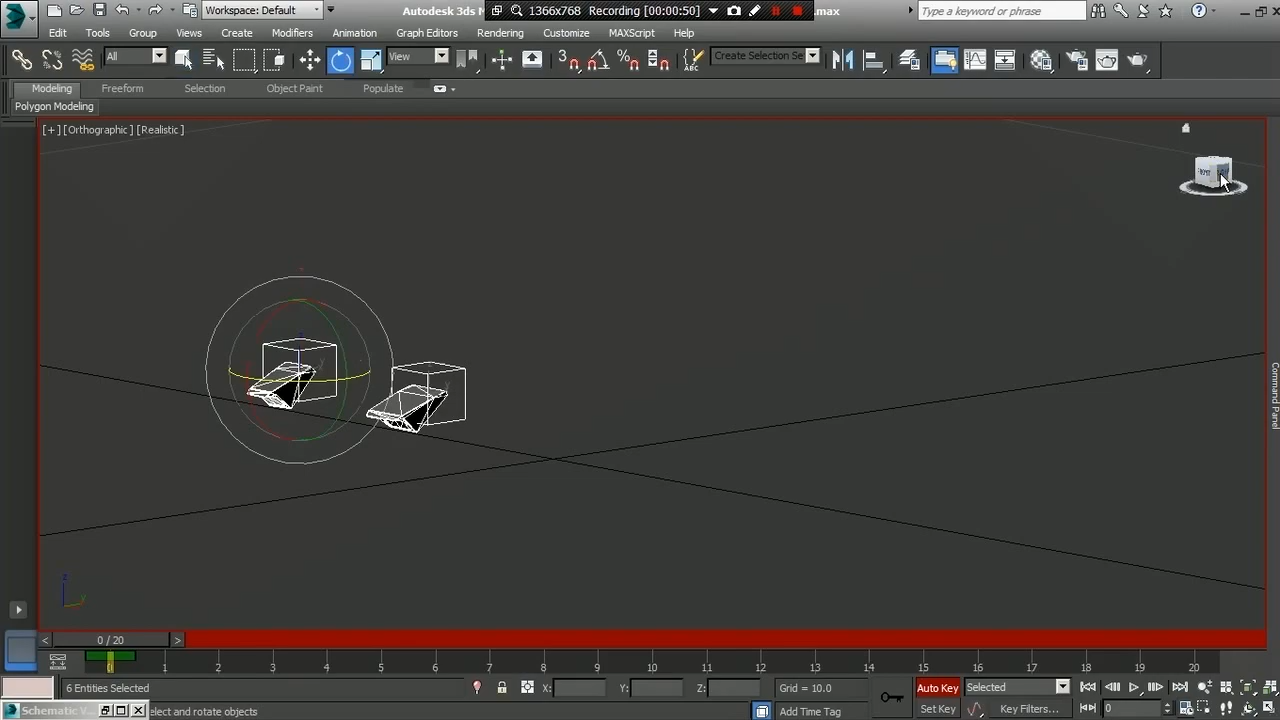 Workspace: Default
Autodesk 3ds M
1366x768 Recording [00:00:50]
.max
Type a keyword or phrase
Edit Tools Group Views Create Modifiers Animation Graph Editors Rendering Customize MAXScript Help
All
View
3
%
ABC
Create Selection Se
Modeling Freeform Selection Object Paint Populate
Polygon Modeling
[+] [Orthographic ] [Realistic ]
Command Panel
z
y
< 0 / 20 >
0 1 2 3 4 5 6 7 8 9 10 11 12 13 14 15 16 17 18 19 20
6 Entities Selected X: Y: Z: Grid = 10.0 Auto Key Selected
Schematic V... elect and rotate objects Add Time Tag Set Key Key Filters... 0